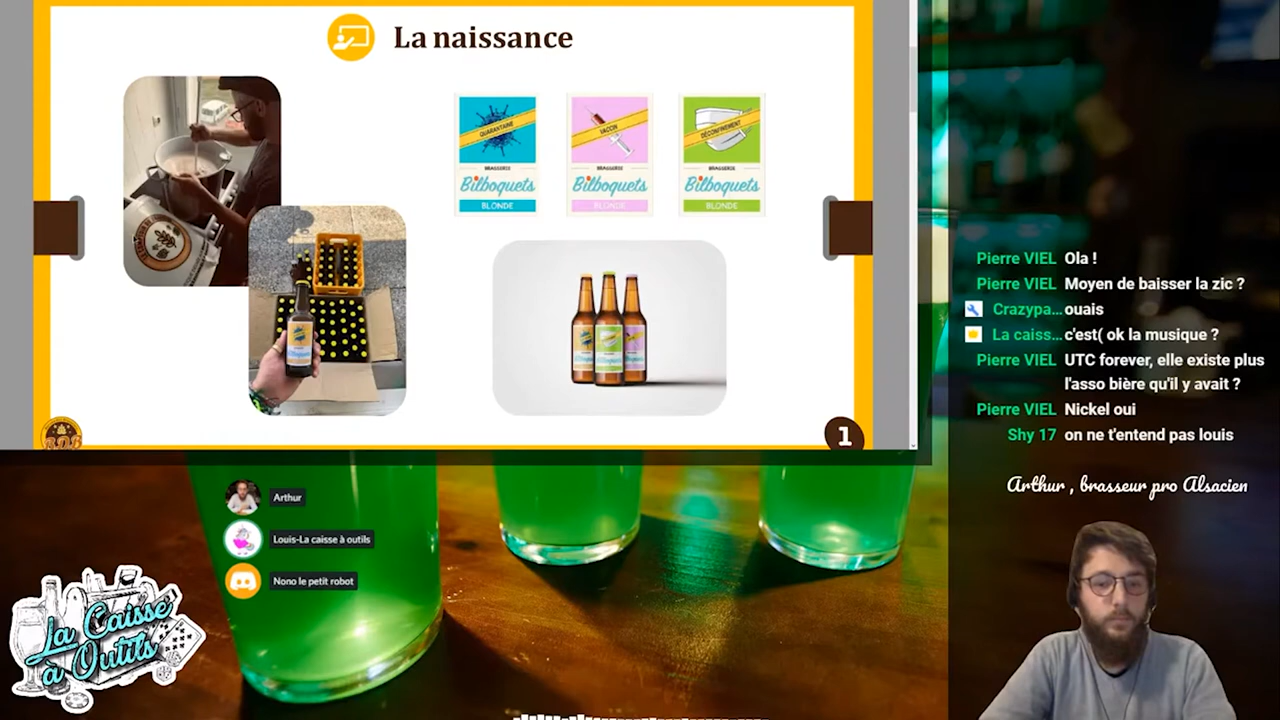 La naissance
QUARANTAINE
BRASSERIE
Bilboquets
BLONDE
VACCIN
BRASSERIE
Bilboquets
BLONDE
DÉCONFINEMENT
BRASSERIE
Bilboquets
BLONDE
1
Pierre VIEL Ola !
Pierre VIEL Moyen de baisser la zic ?
Crazypa... ouais
La caiss... c'est( ok la musique ?
Pierre VIEL UTC forever, elle existe plus
l'asso bière qu'il y avait ?
Pierre VIEL Nickel oui
Shy 17 on ne t'entend pas louis
Arthur , brasseur pro Alsacien
Arthur
Louis-La caisse à outils
Nono le petit robot
La Caisse
à Outils